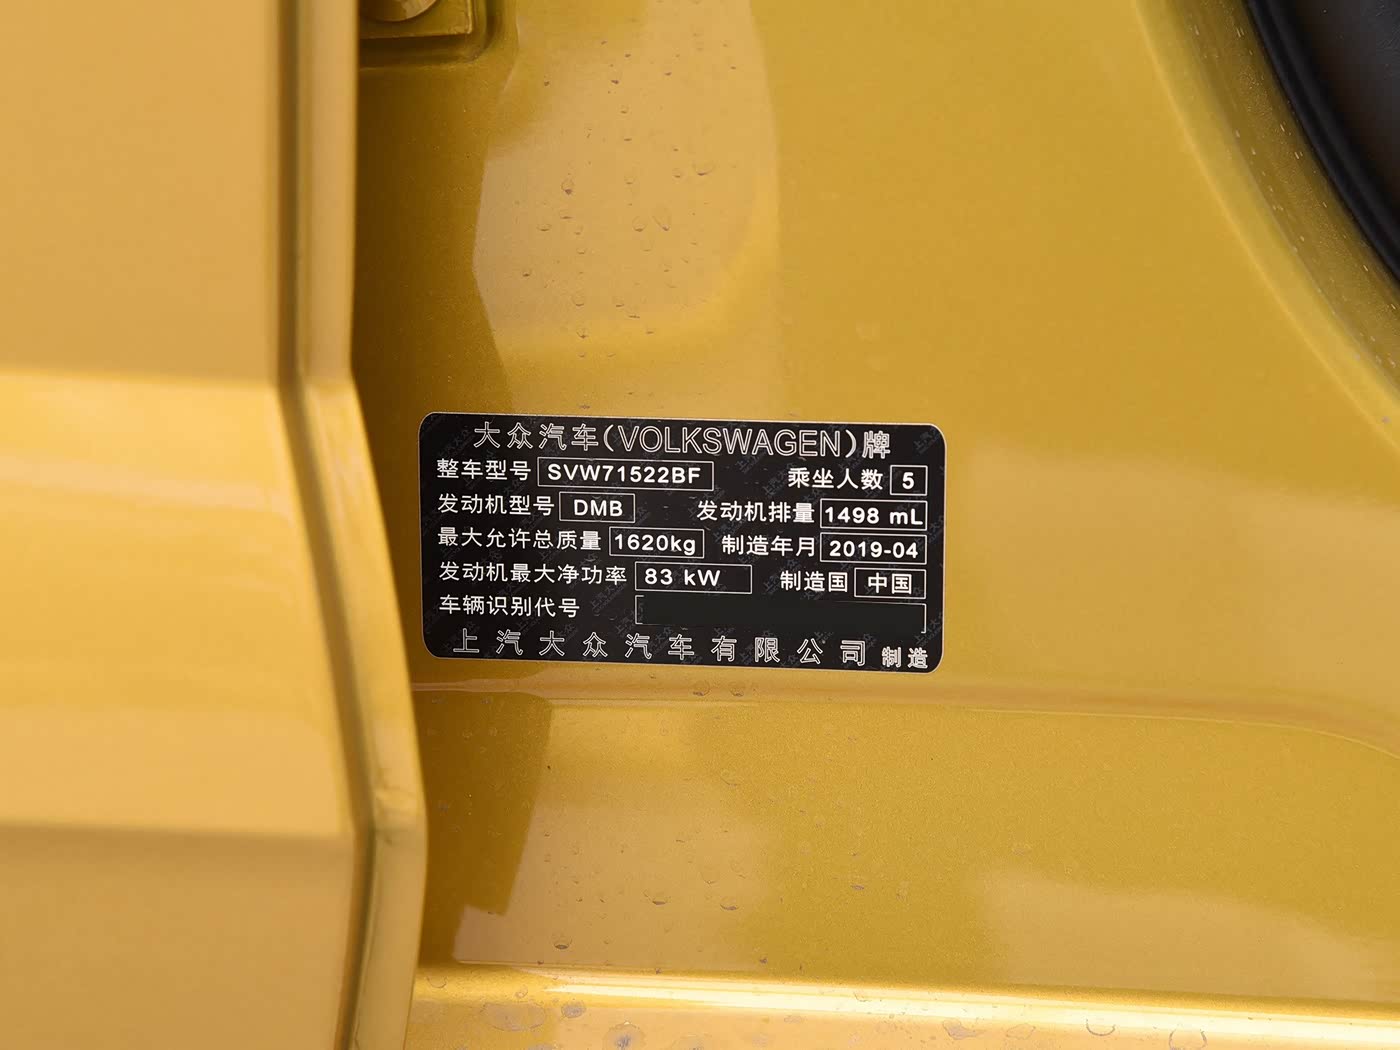 大众汽车(VOLKSWAGEN)牌
整车型号 SVW71522BF 乘坐人数 5
发动机型号 DMB 发动机排量 1498 mL
最大允许总质量 1620kg 制造年月 2019-04
发动机最大净功率 83 kW 制造国 中国
车辆识别代号
上汽大众汽车有限公司 制造